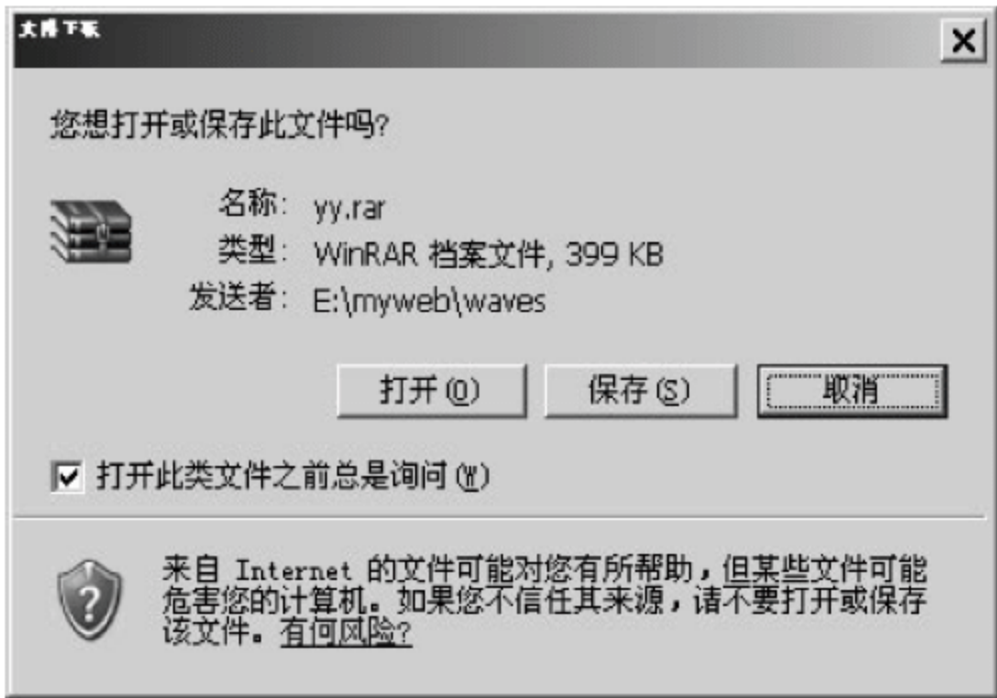 文件下载
您想打开或保存此文件吗?
名称: yy.rar
类型: WinRAR 档案文件, 399 KB
发送者: E:\myweb\waves
打开(O) 保存(S) 取消
打开此类文件之前总是询问(W)
来自 Internet 的文件可能对您有所帮助，但某些文件可能
危害您的计算机。如果您不信任其来源，请不要打开或保存
该文件。有何风险?